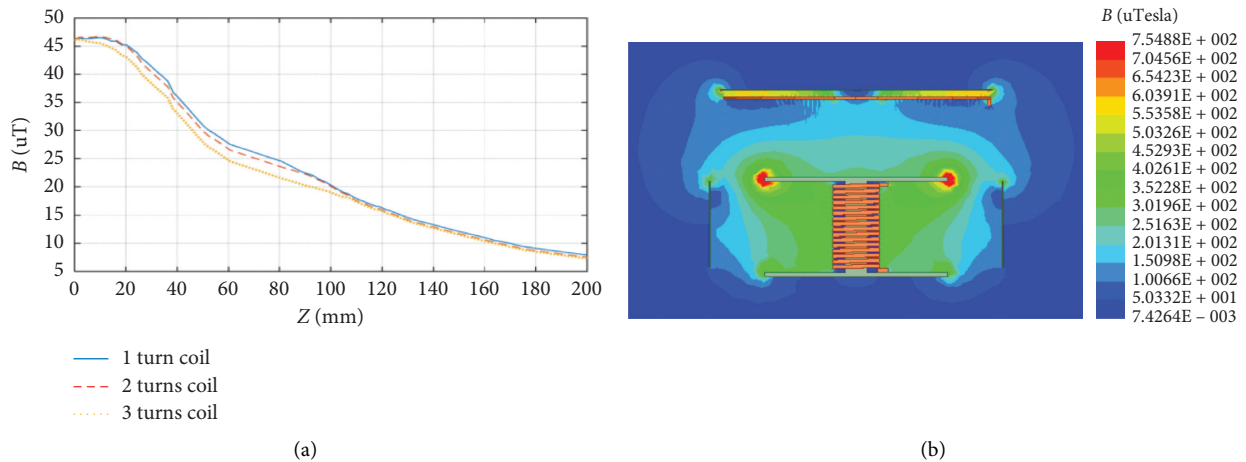 50
45
40
35
30
25
20
15
10
5
B (uT)
0 20 40 60 80 100 120 140 160 180 200
Z (mm)
1 turn coil
2 turns coil
3 turns coil
(a)
B (uTesla)
7.5488E + 002
7.0456E + 002
6.5423E + 002
6.0391E + 002
5.5358E + 002
5.0326E + 002
4.5293E + 002
4.0261E + 002
3.5228E + 002
3.0196E + 002
2.5163E + 002
2.0131E + 002
1.5098E + 002
1.0066E + 002
5.0332E + 001
7.4264E – 003
(b)